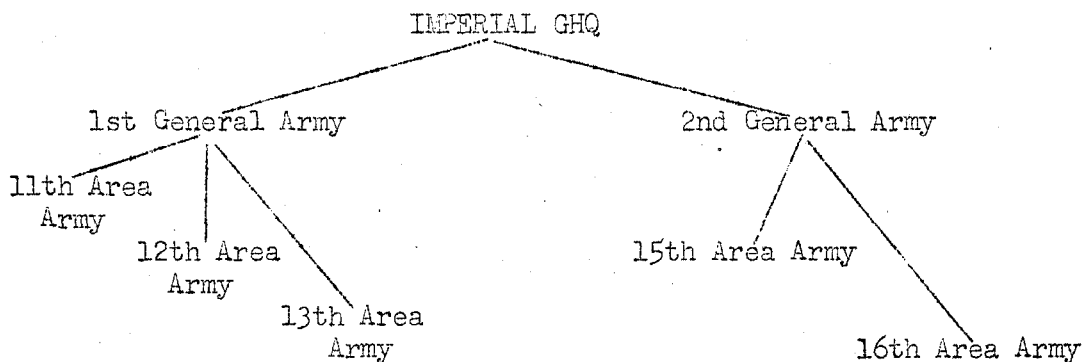 IMPERIAL GHQ
1st General Army
2nd General Army
11th Area
Army
12th Area
Army
15th Area Army
13th Area
Army
16th Area Army